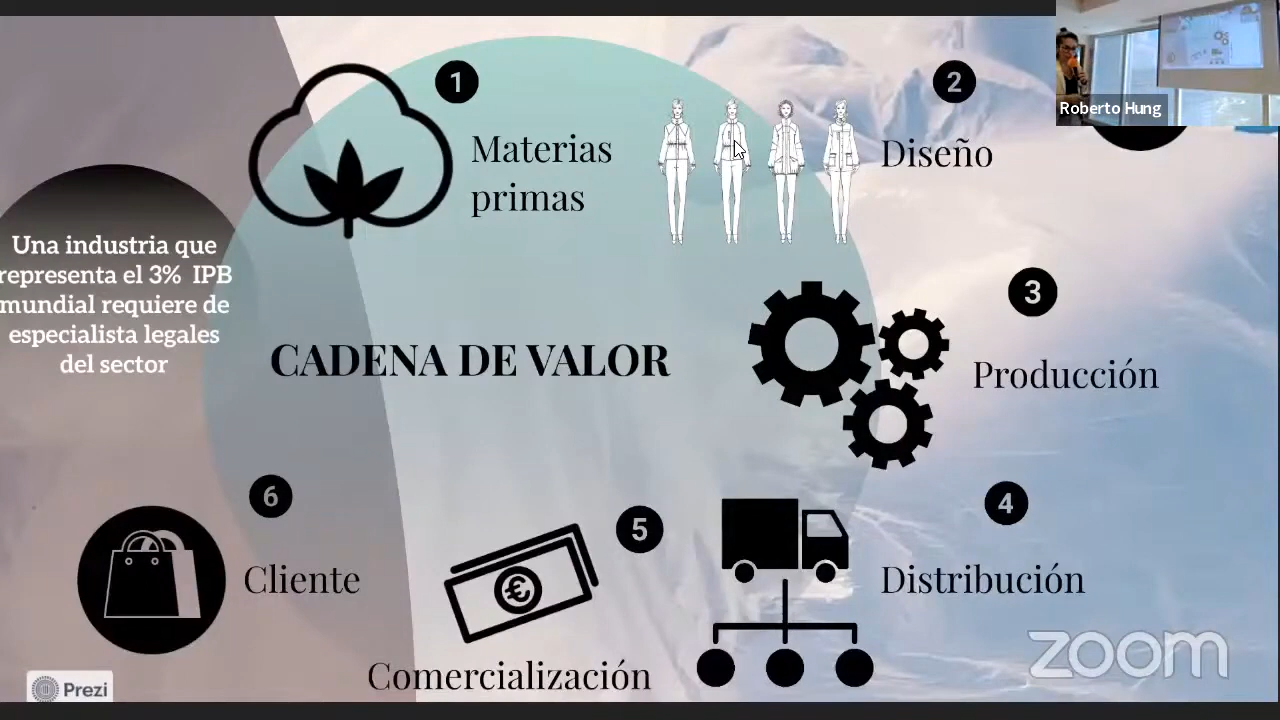 1
Materias
primas
2
Diseño
Roberto Hung
Una industria que
representa el 3% IPB
mundial requiere de
especialista legales
del sector
CADENA DE VALOR
3
Producción
6
Cliente
5
Comercialización
€
4
Distribución
zoom
Prezi